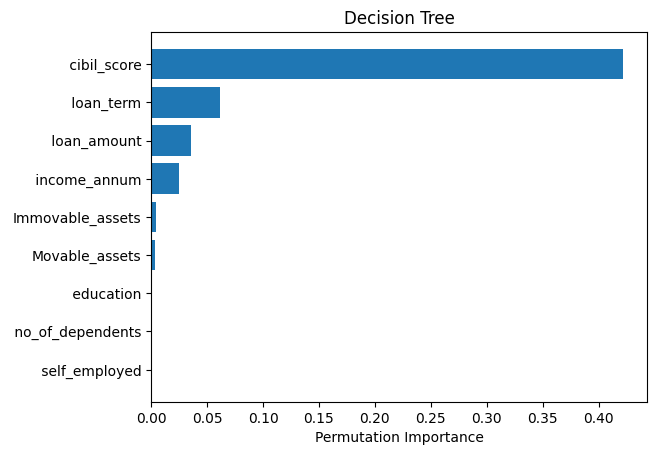 Decision Tree
cibil_score
loan_term
loan_amount
income_annum
Immovable_assets
Movable_assets
education
no_of_dependents
self_employed
0.00 0.05 0.10 0.15 0.20 0.25 0.30 0.35 0.40
Permutation Importance